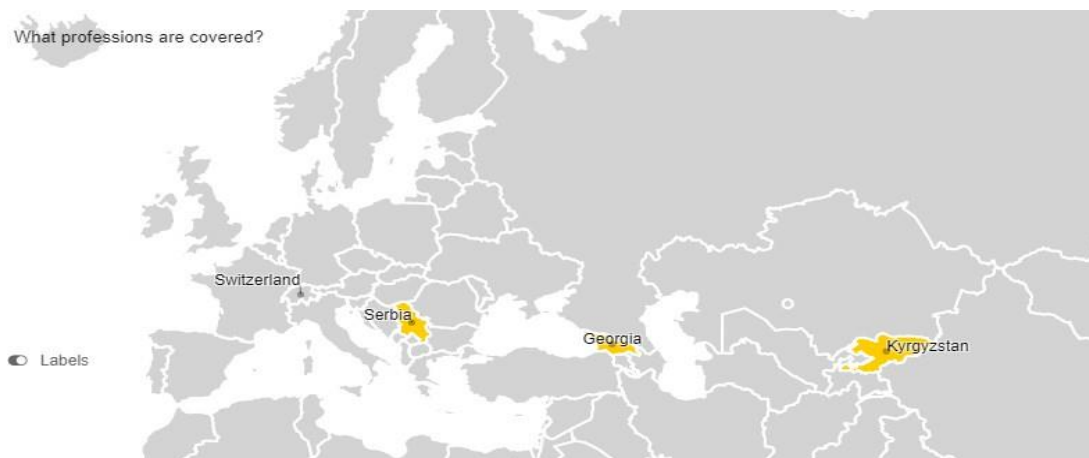 What professions are covered?
Switzerland
Serbia
Georgia
Kyrgyzstan
Labels